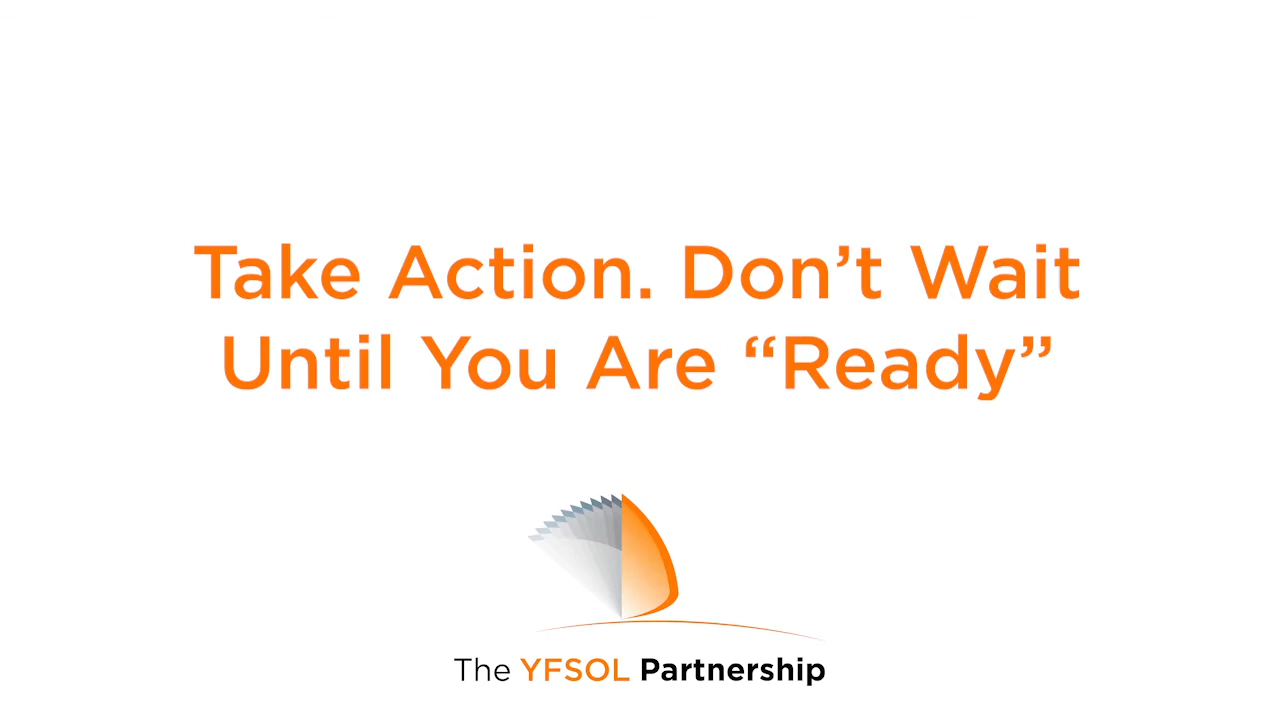 Take Action. Don’t Wait
Until You Are “Ready”
The YFSOL Partnership